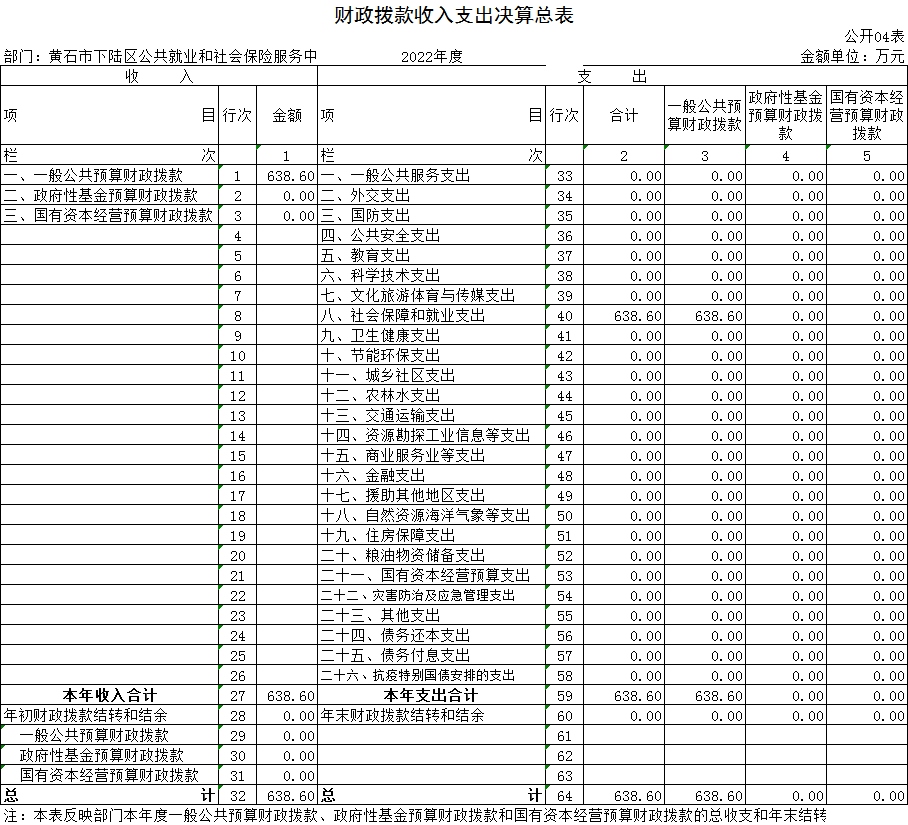 财政拨款收入支出决算总表
公开04表
部门：黄石市下陆区公共就业和社会保险服务中 2022年度 金额单位：万元
收 入 支 出
项 目 行次 金额 项 目 行次 合计 一般公共预算财政拨款 政府性基金预算财政拨款 国有资本经营预算财政拨款
栏 次 1 栏 次 2 3 4 5
一、一般公共预算财政拨款 1 638.60 一、一般公共服务支出 33 0.00 0.00 0.00 0.00
二、政府性基金预算财政拨款 2 0.00 二、外交支出 34 0.00 0.00 0.00 0.00
三、国有资本经营预算财政拨款 3 0.00 三、国防支出 35 0.00 0.00 0.00 0.00
4 四、公共安全支出 36 0.00 0.00 0.00 0.00
5 五、教育支出 37 0.00 0.00 0.00 0.00
6 六、科学技术支出 38 0.00 0.00 0.00 0.00
7 七、文化旅游体育与传媒支出 39 0.00 0.00 0.00 0.00
8 八、社会保障和就业支出 40 638.60 638.60 0.00 0.00
9 九、卫生健康支出 41 0.00 0.00 0.00 0.00
10 十、节能环保支出 42 0.00 0.00 0.00 0.00
11 十一、城乡社区支出 43 0.00 0.00 0.00 0.00
12 十二、农林水支出 44 0.00 0.00 0.00 0.00
13 十三、交通运输支出 45 0.00 0.00 0.00 0.00
14 十四、资源勘探工业信息等支出 46 0.00 0.00 0.00 0.00
15 十五、商业服务业等支出 47 0.00 0.00 0.00 0.00
16 十六、金融支出 48 0.00 0.00 0.00 0.00
17 十七、援助其他地区支出 49 0.00 0.00 0.00 0.00
18 十八、自然资源海洋气象等支出 50 0.00 0.00 0.00 0.00
19 十九、住房保障支出 51 0.00 0.00 0.00 0.00
20 二十、粮油物资储备支出 52 0.00 0.00 0.00 0.00
21 二十一、国有资本经营预算支出 53 0.00 0.00 0.00 0.00
22 二十二、灾害防治及应急管理支出 54 0.00 0.00 0.00 0.00
23 二十三、其他支出 55 0.00 0.00 0.00 0.00
24 二十四、债务还本支出 56 0.00 0.00 0.00 0.00
25 二十五、债务付息支出 57 0.00 0.00 0.00 0.00
26 二十六、抗疫特别国债安排的支出 58 0.00 0.00 0.00 0.00
本年收入合计 27 638.60 本年支出合计 59 638.60 638.60 0.00 0.00
年初财政拨款结转和结余 28 0.00 年末财政拨款结转和结余 60 0.00 0.00 0.00 0.00
一般公共预算财政拨款 29 0.00 61
政府性基金预算财政拨款 30 0.00 62
国有资本经营预算财政拨款 31 0.00 63
总 计 32 638.60 总 计 64 638.60 638.60 0.00 0.00
注：本表反映部门本年度一般公共预算财政拨款、政府性基金预算财政拨款和国有资本经营预算财政拨款的总收支和年末结转